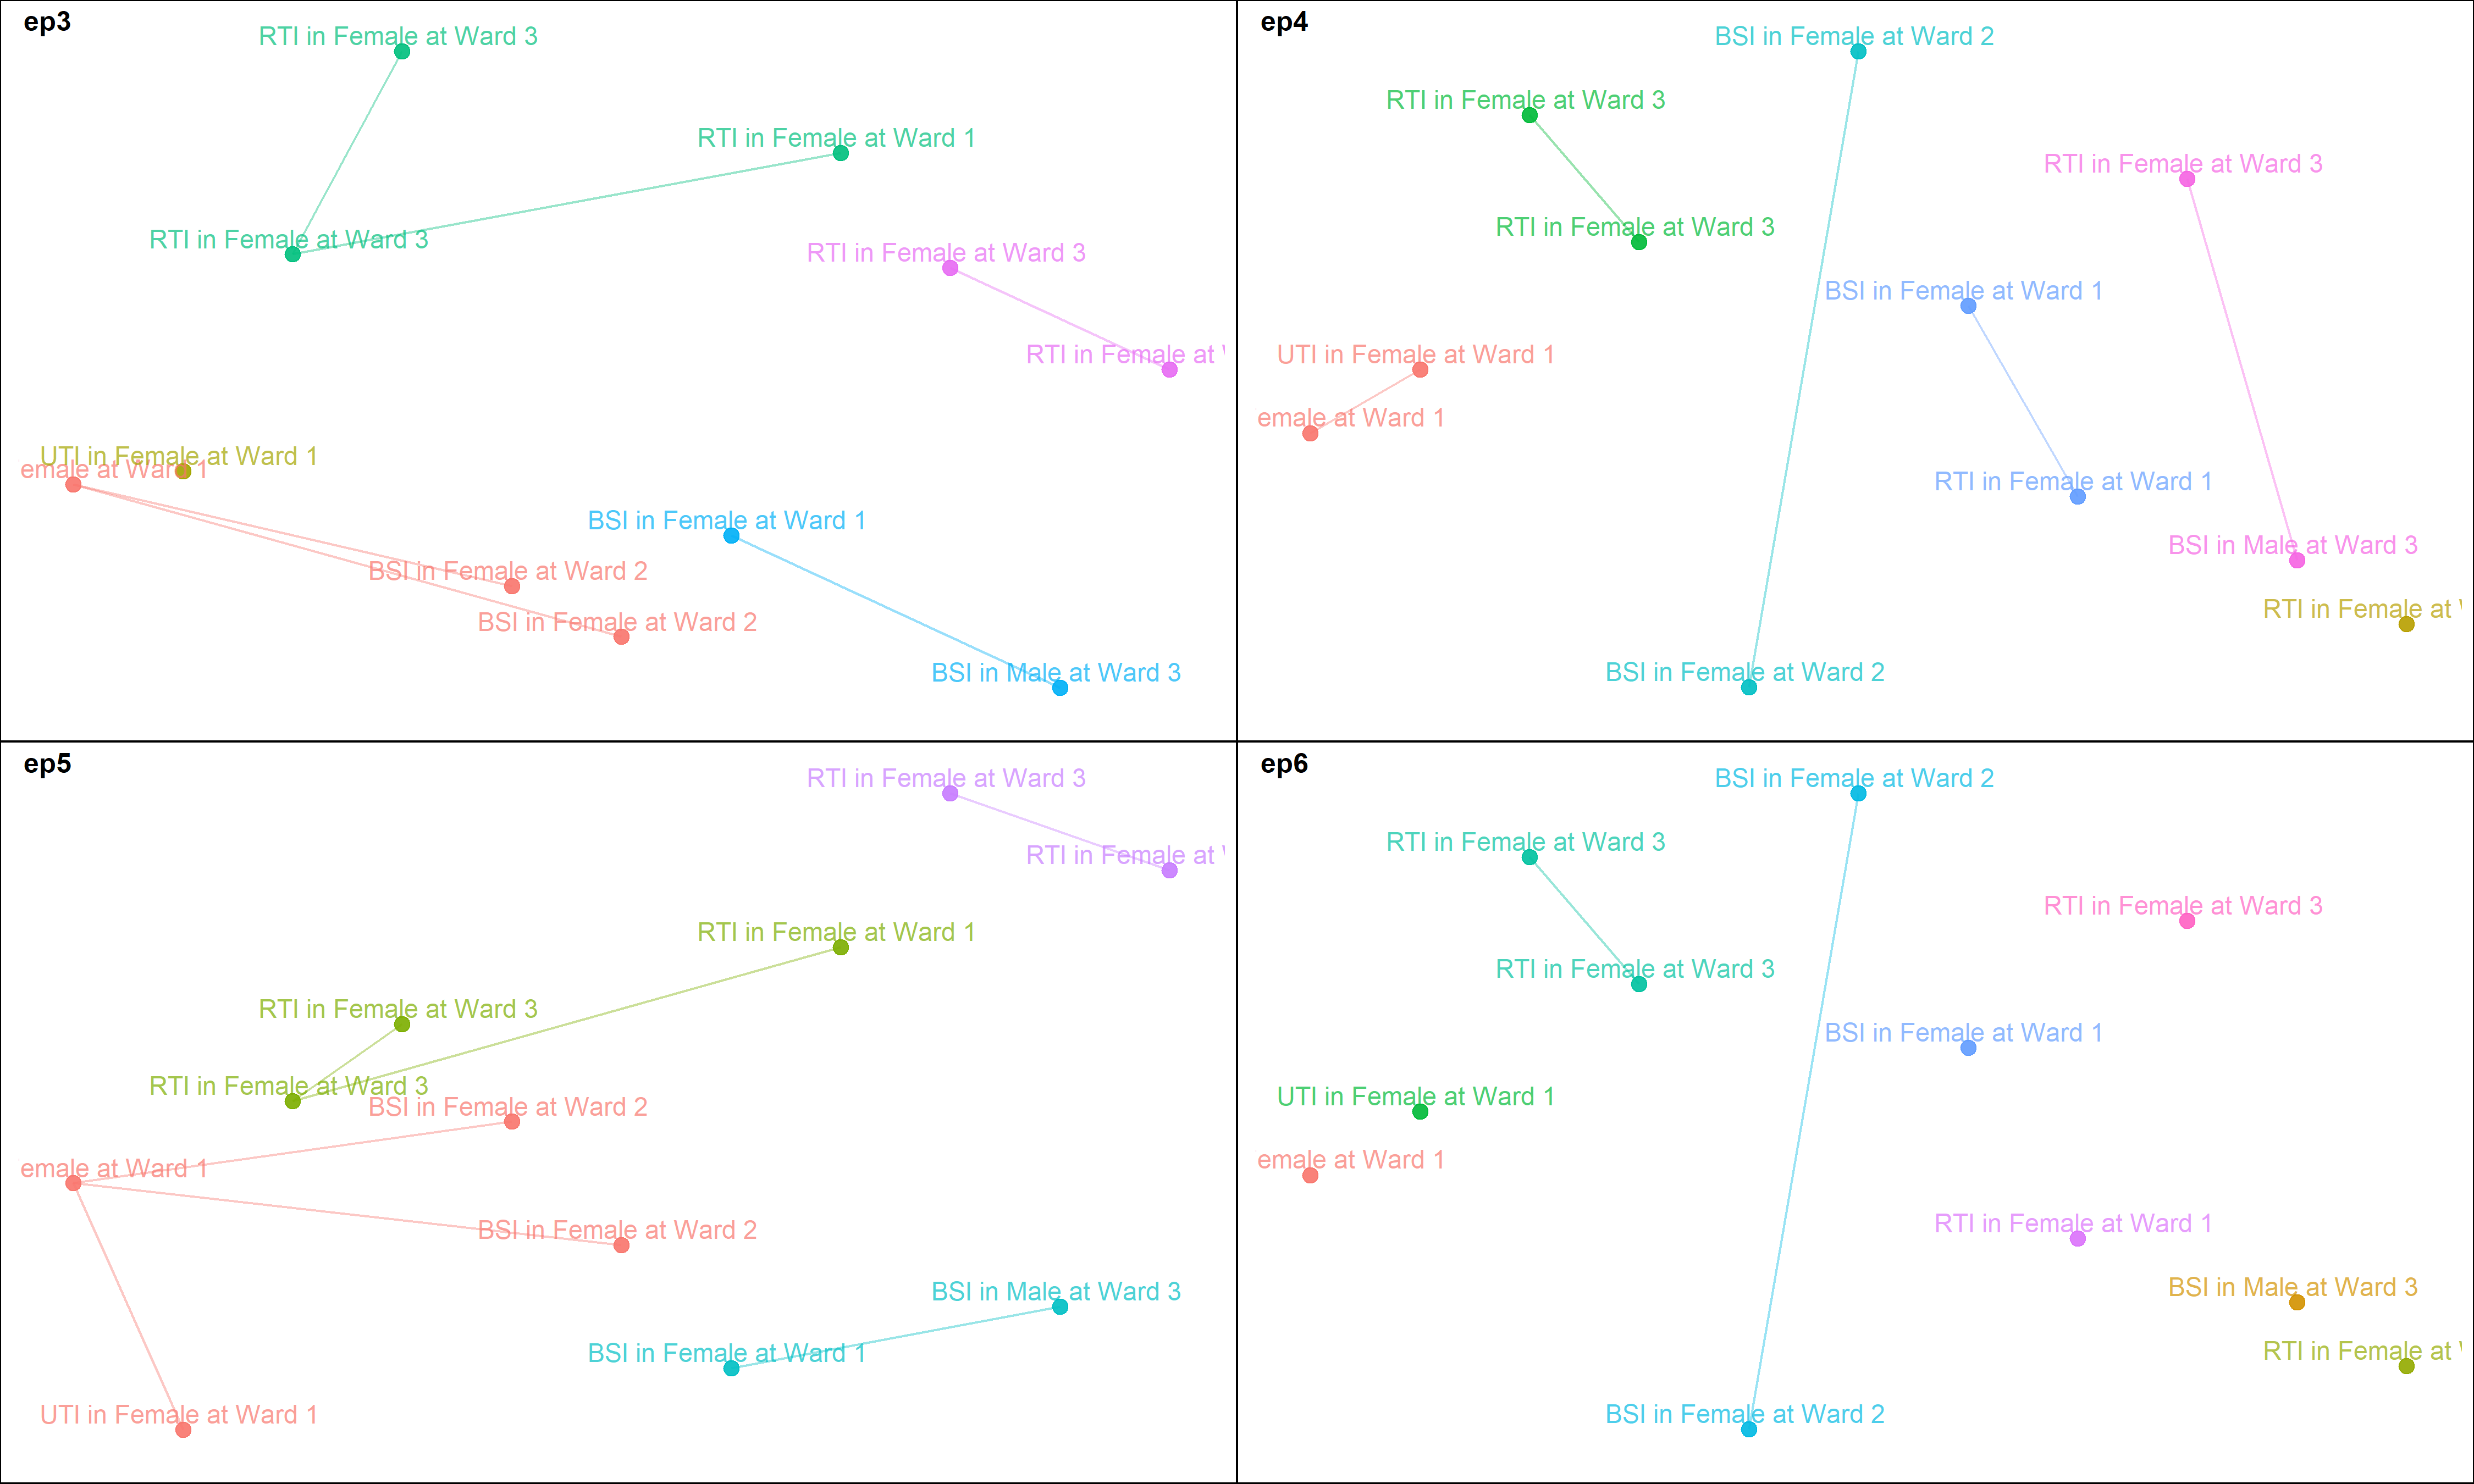 ep3
RTI in Female at Ward 3
RTI in Female at Ward 1
RTI in Female at Ward 3
RTI in Female at Ward 3
RTI in Female at
UTI in Female at Ward 1
emale at Ward 1
BSI in Female at Ward 1
BSI in Female at Ward 2
BSI in Female at Ward 2
BSI in Male at Ward 3
ep4
BSI in Female at Ward 2
RTI in Female at Ward 3
RTI in Female at Ward 3
RTI in Female at Ward 3
BSI in Female at Ward 1
UTI in Female at Ward 1
emale at Ward 1
RTI in Female at Ward 1
BSI in Male at Ward 3
RTI in Female at
BSI in Female at Ward 2
ep5
RTI in Female at Ward 3
RTI in Female at
RTI in Female at Ward 1
RTI in Female at Ward 3
RTI in Female at Ward 3
BSI in Female at Ward 2
emale at Ward 1
BSI in Female at Ward 2
BSI in Male at Ward 3
BSI in Female at Ward 1
UTI in Female at Ward 1
ep6
BSI in Female at Ward 2
RTI in Female at Ward 3
RTI in Female at Ward 3
RTI in Female at Ward 3
BSI in Female at Ward 1
UTI in Female at Ward 1
emale at Ward 1
RTI in Female at Ward 1
BSI in Male at Ward 3
RTI in Female at
BSI in Female at Ward 2